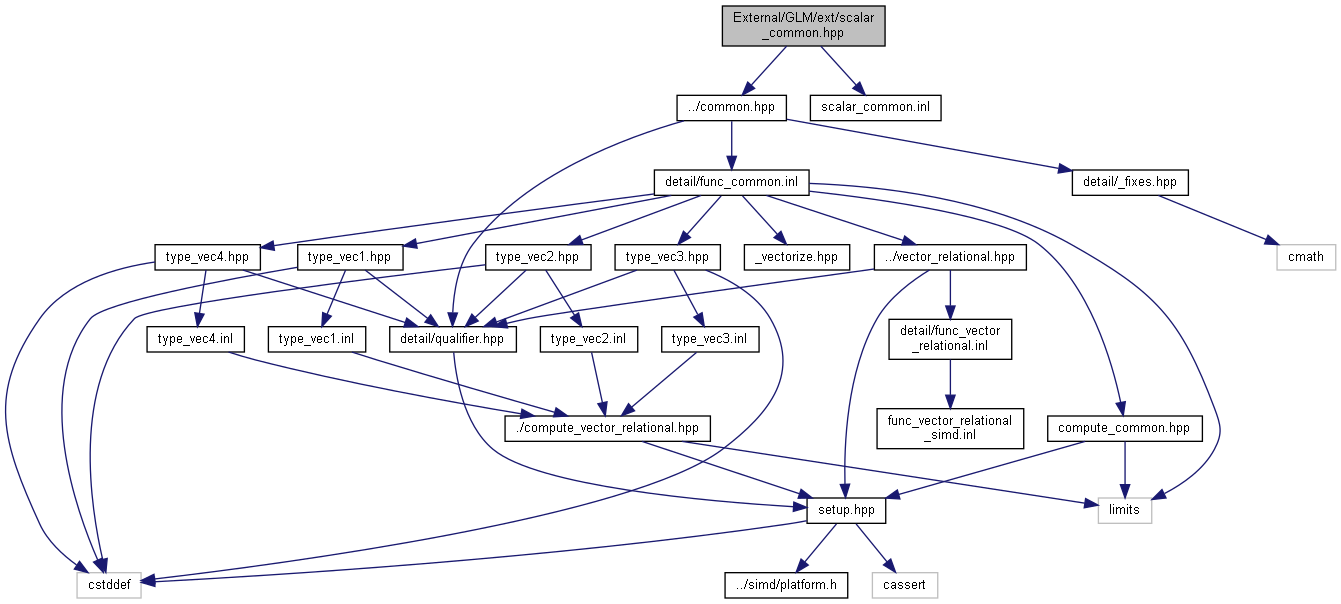 External/GLM/ext/scalar
_common.hpp
../common.hpp
scalar_common.inl
detail/func_common.inl
detail/_fixes.hpp
type_vec4.hpp
type_vec1.hpp
type_vec2.hpp
type_vec3.hpp
_vectorize.hpp
../vector_relational.hpp
cmath
type_vec4.inl
type_vec1.inl
detail/qualifier.hpp
type_vec2.inl
type_vec3.inl
detail/func_vector
_relational.inl
./compute_vector_relational.hpp
func_vector_relational
_simd.inl
compute_common.hpp
setup.hpp
limits
cstddef
../simd/platform.h
cassert